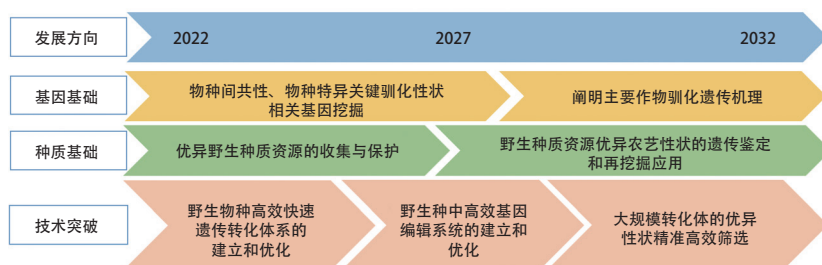 发展方向
2022
2027
2032
基因基础
物种间共性、物种特异关键驯化性状
相关基因挖掘
阐明主要作物驯化遗传机理
种质基础
优异野生种质资源的收集与保护
野生种质资源优异农艺性状的遗传鉴定
和再挖掘应用
技术突破
野生物种高效快速
遗传转化体系的
建立和优化
野生种中高效基因
编辑系统的建立和
优化
大规模转化体的优异
性状精准高效筛选